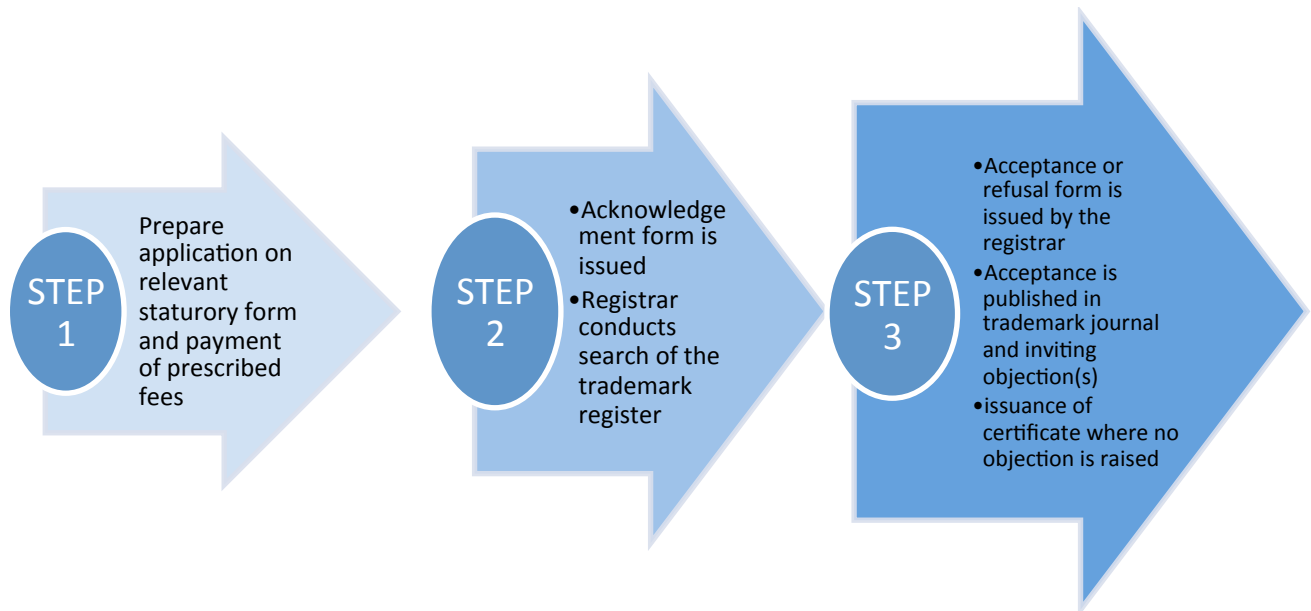 STEP
1
Prepare
application on
relevant
staturory form
and payment
of prescribed
fees
STEP
2
•Acknowledge
ment form is
issued
•Registrar
conducts
search of the
trademark
register
STEP
3
•Acceptance or
refusal form is
issued by the
registrar
•Acceptance is
published in
trademark journal
and inviting
objection(s)
•issuance of
certificate where no
objection is raised